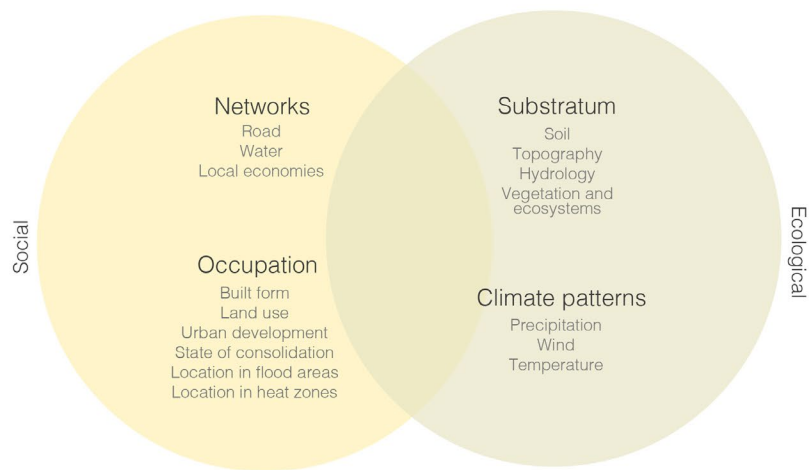 Social
Networks
Road
Water
Local economies
Occupation
Built form
Land use
Urban development
State of consolidation
Location in flood areas
Location in heat zones
Substratum
Soil
Topography
Hydrology
Vegetation and
ecosystems
Climate patterns
Precipitation
Wind
Temperature
Ecological